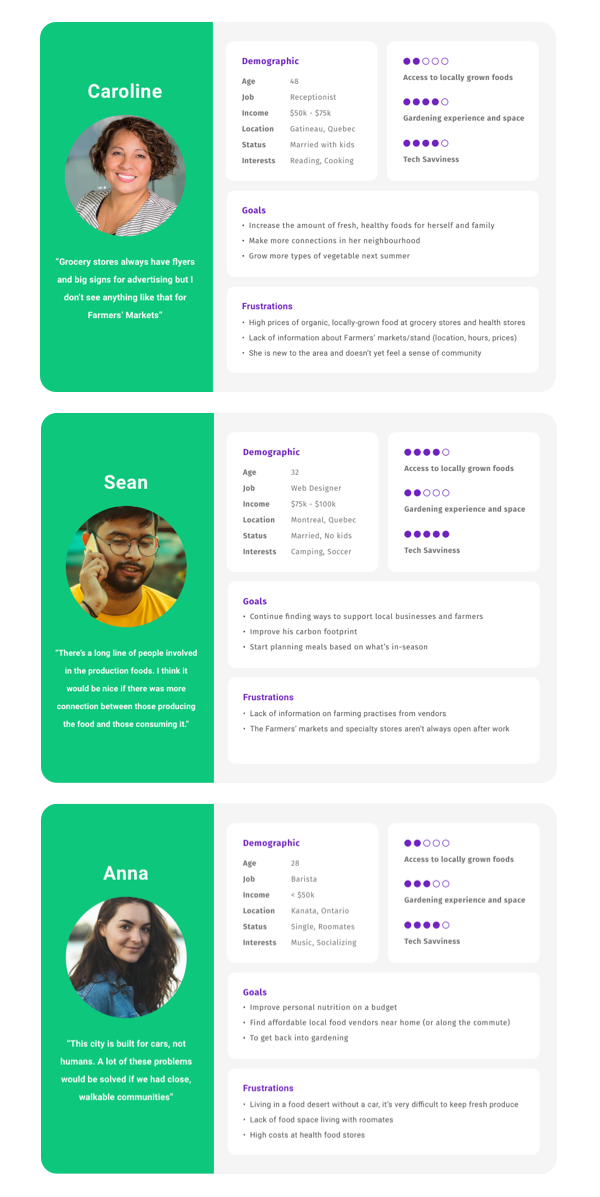 Caroline
"Grocery stores always have flyers
and big signs for advertising but I
don't see anything like that for
Farmers' Markets"
Demographic
Age 48
Job Receptionist
Income $50k - $75k
Location Gatineau, Quebec
Status Married with kids
Interests Reading, Cooking
Access to locally grown foods
Gardening experience and space
Tech Savviness
Goals
• Increase the amount of fresh, healthy foods for herself and family
• Make more connections in her neighbourhood
• Grow more types of vegetable next summer
Frustrations
• High prices of organic, locally-grown food at grocery stores and health stores
• Lack of information about Farmers' markets/stand (location, hours, prices)
• She is new to the area and doesn't yet feel a sense of community
Sean
"There's a long line of people involved
in the production foods. I think it
would be nice if there was more
connection between those producing
the food and those consuming it."
Demographic
Age 32
Job Web Designer
Income $75k - $100k
Location Montreal, Quebec
Status Married, No kids
Interests Camping, Soccer
Access to locally grown foods
Gardening experience and space
Tech Savviness
Goals
• Continue finding ways to support local businesses and farmers
• Improve his carbon footprint
• Start planning meals based on what's in-season
Frustrations
• Lack of information on farming practises from vendors
• The Farmers' markets and specialty stores aren't always open after work
Anna
"This city is built for cars, not
humans. A lot of these problems
would be solved if we had close,
walkable communities"
Demographic
Age 28
Job Barista
Income < $50k
Location Kanata, Ontario
Status Single, Roomates
Interests Music, Socializing
Access to locally grown foods
Gardening experience and space
Tech Savviness
Goals
• Improve personal nutrition on a budget
• Find affordable local food vendors near home (or along the commute)
• To get back into gardening
Frustrations
• Living in a food desert without a car, it's very difficult to keep fresh produce
• Lack of food space living with roomates
• High costs at health food stores